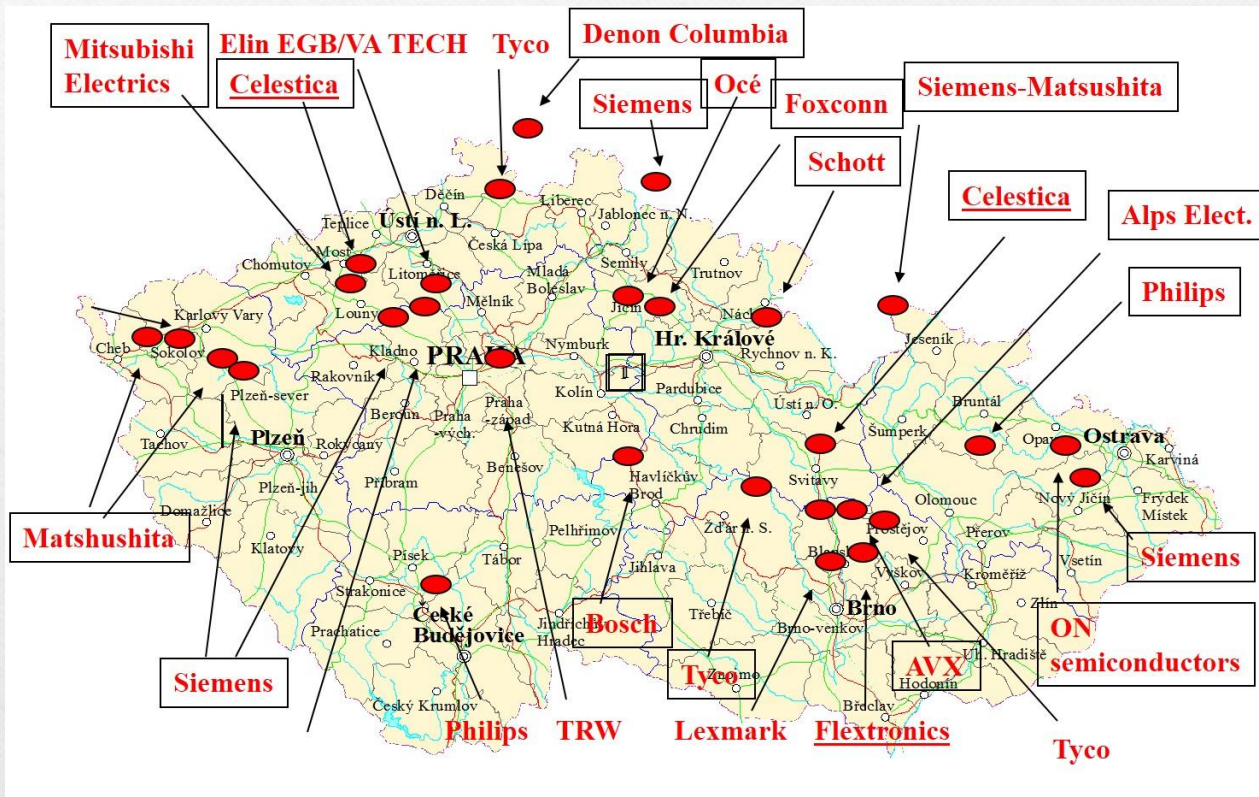 Mitsubishi
Electrics
Elin EGB/VA TECH
Celestica
Tyco
Denon Columbia
Siemens
Océ
Foxconn
Siemens-Matsushita
Schott
Celestica
Alps Elect.
Philips
Děčín
Liberec
Jablonec n. N.
Teplice
Ústí n. L.
Česká Lípa
Most
Chomutov
Litoměřice
Semily
Trutnov
Mladá
Boleslav
Louny
Mělník
Jičín
Karlovy Vary
Cheb
Sokolov
Kladno
PRAHA
Nymburk
Hr. Králové
Rychnov n. K.
Jeseník
Rakovník
Kolín
Pardubice
Plzeň-sever
Beroun
Praha
-vých.
Praha
-západ
Kutná Hora
Chrudim
Ústí n. O.
Šumperk
Bruntál
Opava
Ostrava
Karviná
Tachov
Plzeň
Rokycany
Benešov
Příbram
Havlíčkův
Brod
Svitavy
Olomouc
Nový Jičín
Frýdek
Místek
Plzeň-jih
Domažlice
Klatovy
Pelhřimov
Žďár n. S.
Prostějov
Přerov
Vsetín
Matshushita
Siemens
Písek
Tábor
Jihlava
Blansko
Vyškov
Kroměříž
Strakonice
Třebíč
Brno
Brno-venkov
Zlín
České
Budějovice
Jindřichův
Hradec
Prachatice
Bosch
Uh. Hradiště
ON
semiconductors
Siemens
Tyco
Znojmo
AVX
Hodonín
Český Krumlov
Břeclav
Philips
TRW
Lexmark
Flextronics
Tyco